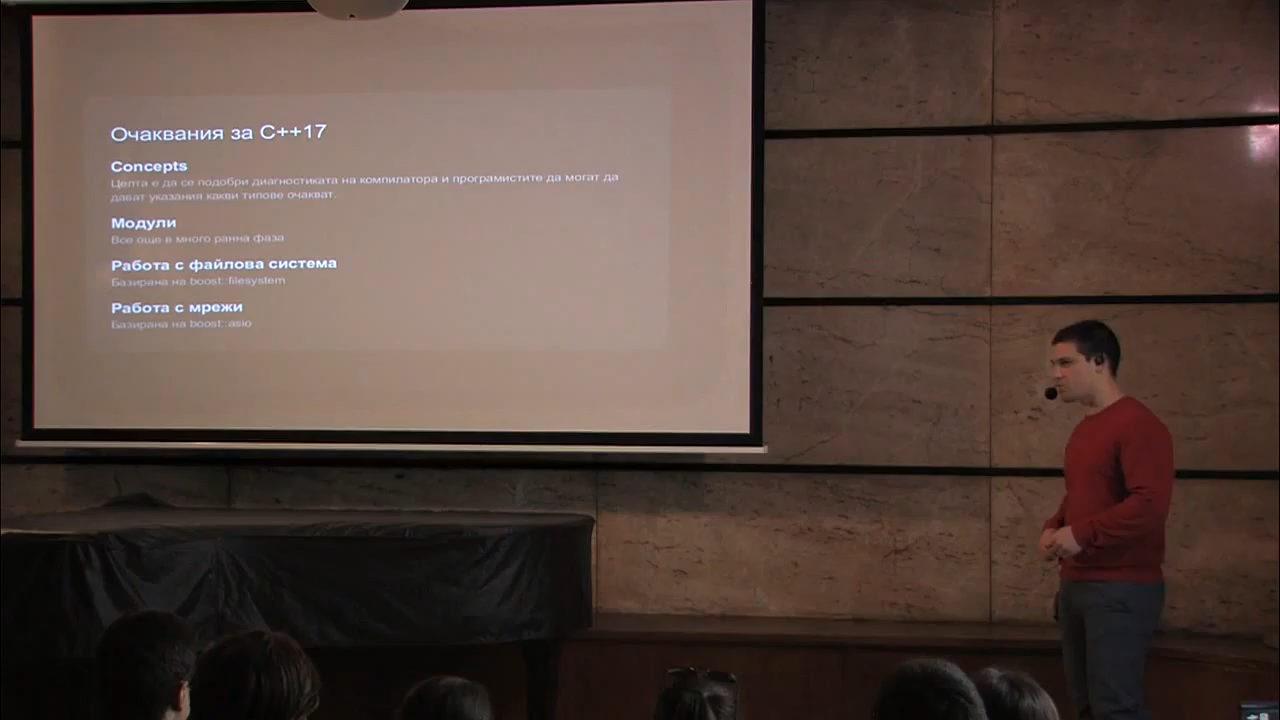 Очаквания за C++17
Concepts
Целта е да се подобри диагностиката на компилатора и програмистите да могат да
дават указания какви типове очакват.
Модули
Все още в много ранна фаза
Работа с файлова система
Базирана на boost::filesystem
Работа с мрежи
Базирана на boost::asio